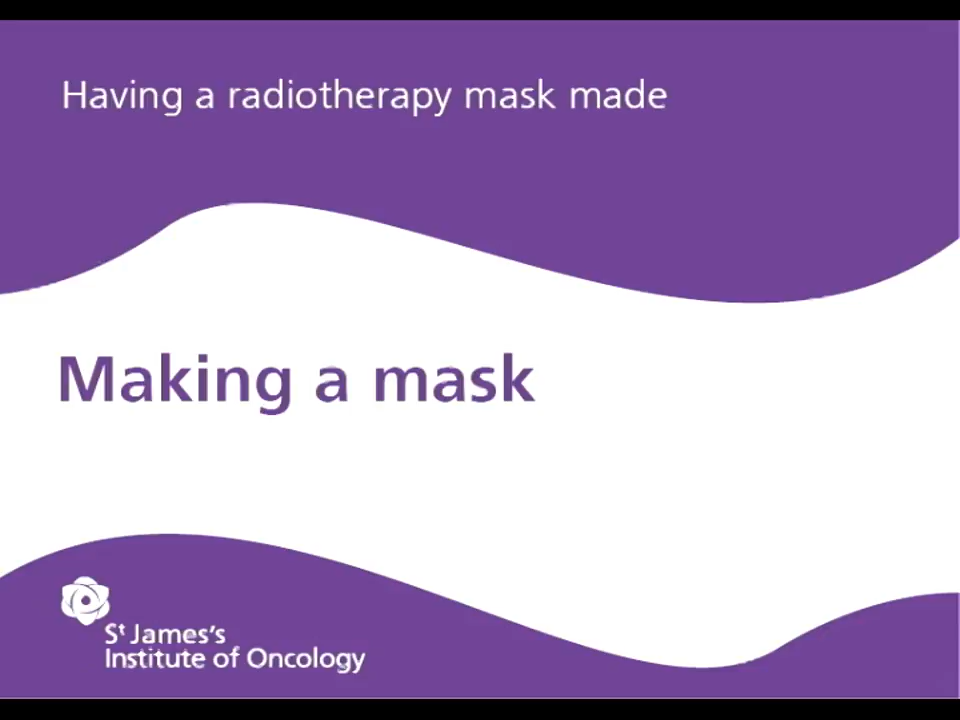 Having a radiotherapy mask made
Making a mask
St James's
Institute of Oncology